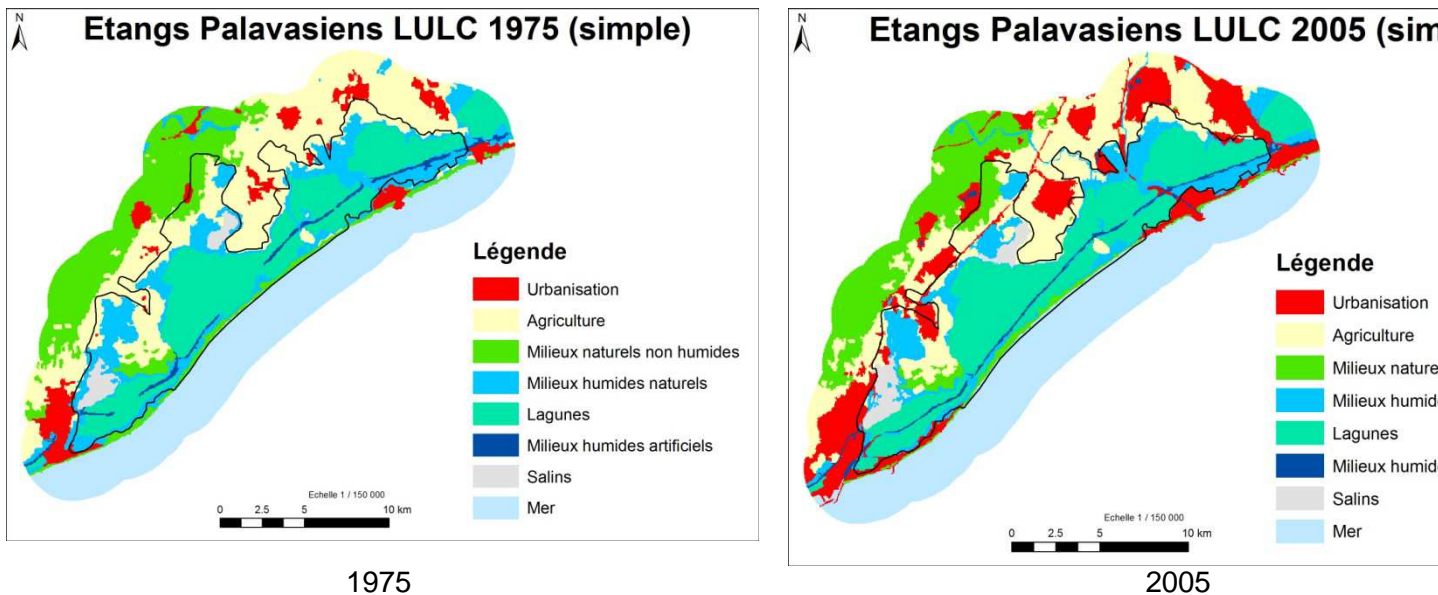 N
Etangs Palavasiens LULC 1975 (simple)
Légende
Urbanisation
Agriculture
Milieux naturels non humides
Milieux humides naturels
Lagunes
Milieux humides artificiels
Salins
Mer
Echelle 1 / 150 000
0 2.5 5 10 km
1975
N
Etangs Palavasiens LULC 2005 (sim
Légende
Urbanisation
Agriculture
Milieux nature
Milieux humid
Lagunes
Milieux humid
Salins
Mer
Echelle 1 / 150 000
0 2.5 5 10 km
2005